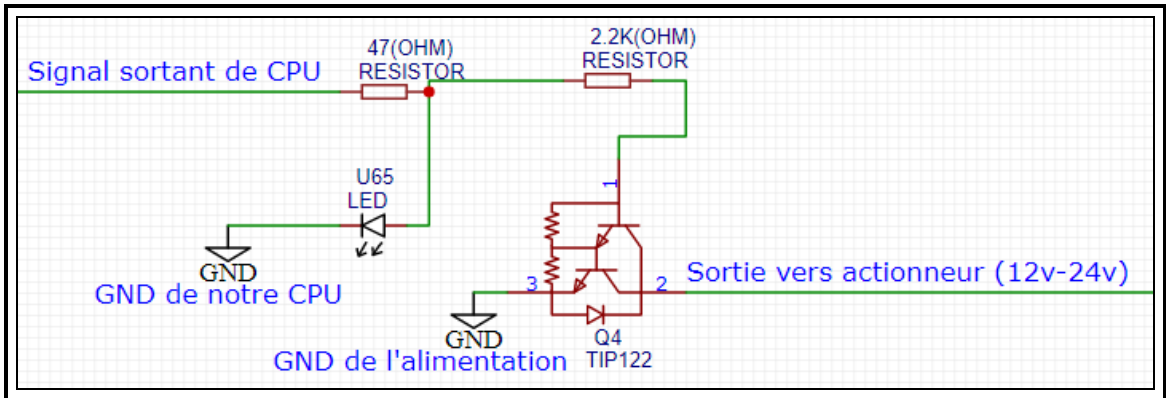 47(OHM)
RESISTOR
2.2K(OHM)
RESISTOR
Signal sortant de CPU
U65
LED
GND
GND de notre CPU
1
3
2
Sortie vers actionneur (12v-24v)
GND
GND de l'alimentation
Q4
TIP122